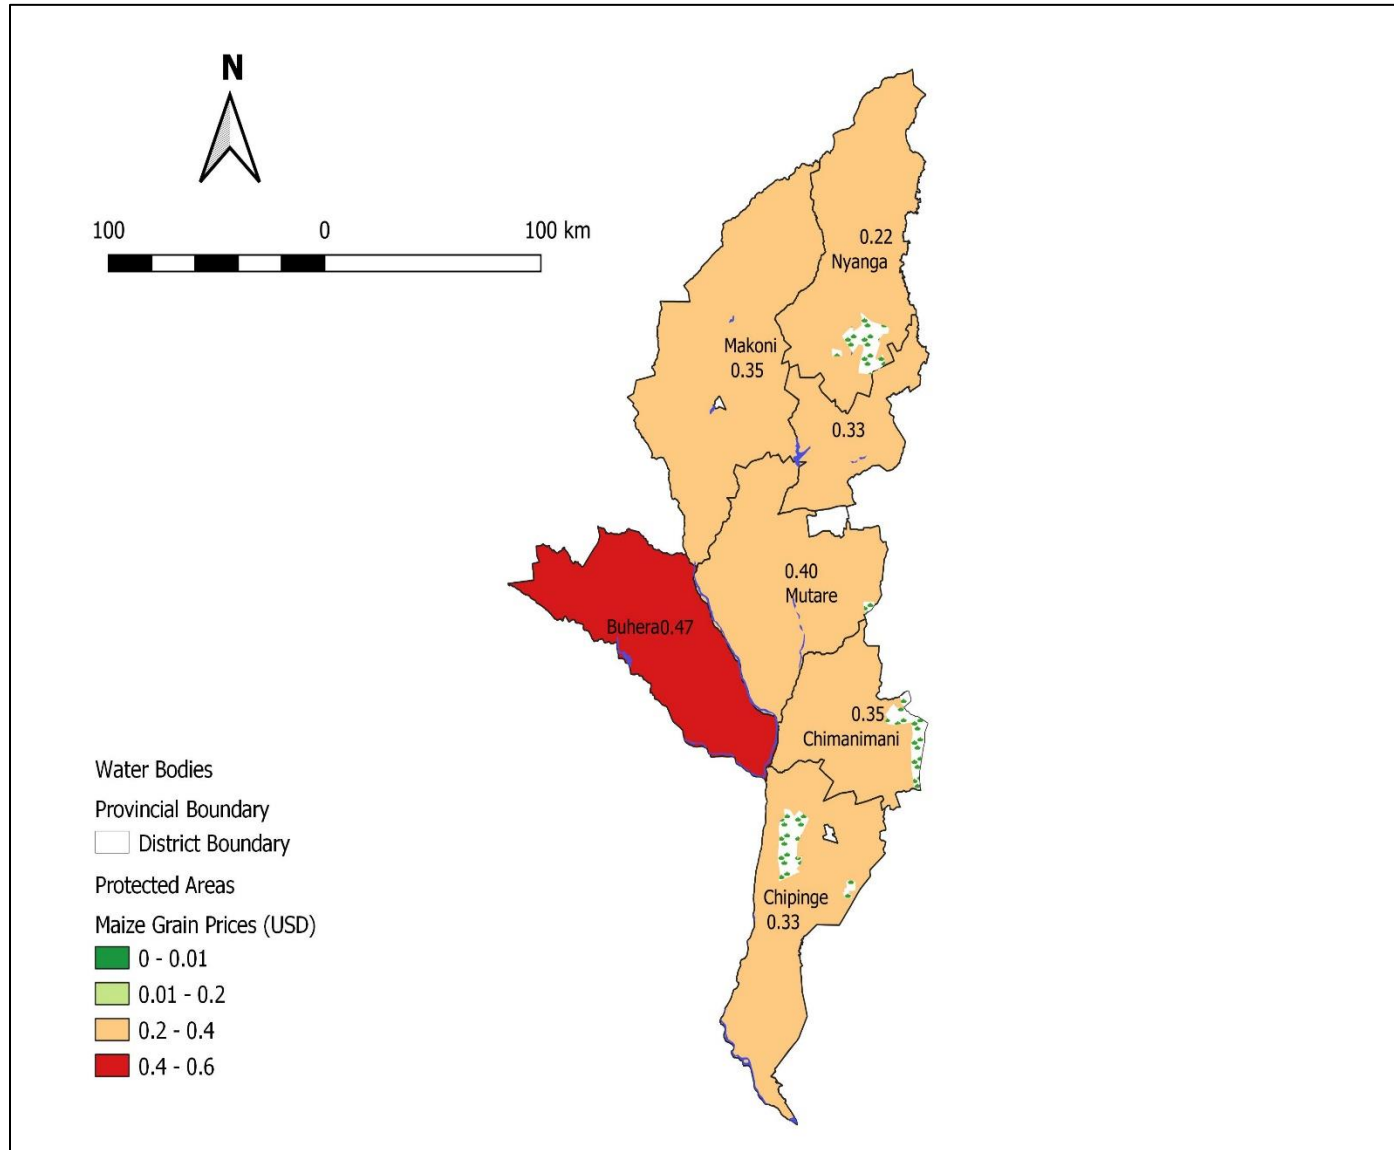 N
100 0 100 km
0.22
Nyanga
Makoni
0.35
0.33
0.40
Mutare
Buhera0.47
0.35
Chimanimani
Chipinge
0.33
Water Bodies
Provincial Boundary
District Boundary
Protected Areas
Maize Grain Prices (USD)
0 - 0.01
0.01 - 0.2
0.2 - 0.4
0.4 - 0.6